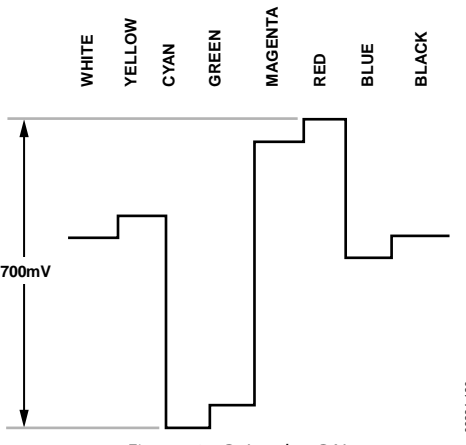 WHITE
YELLOW
CYAN
GREEN
MAGENTA
RED
BLUE
BLACK
700mV